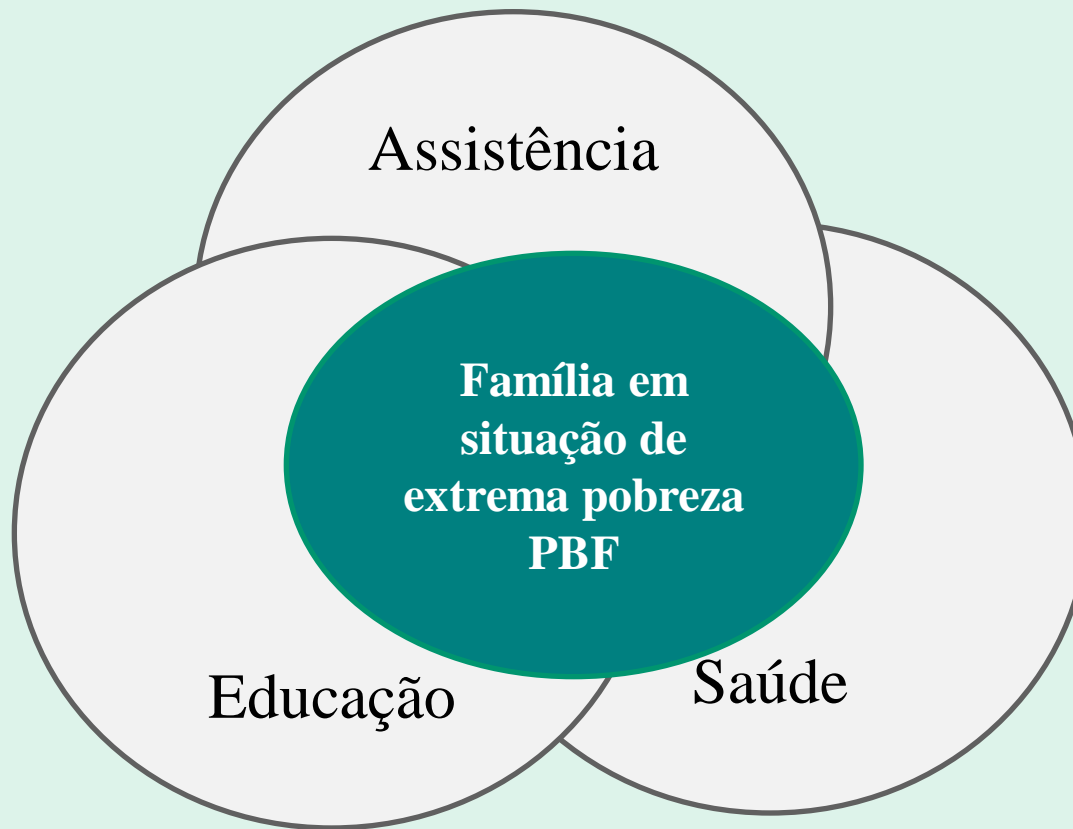 Assistência
Família em
situação de
extrema pobreza
PBF
Educação
Saúde